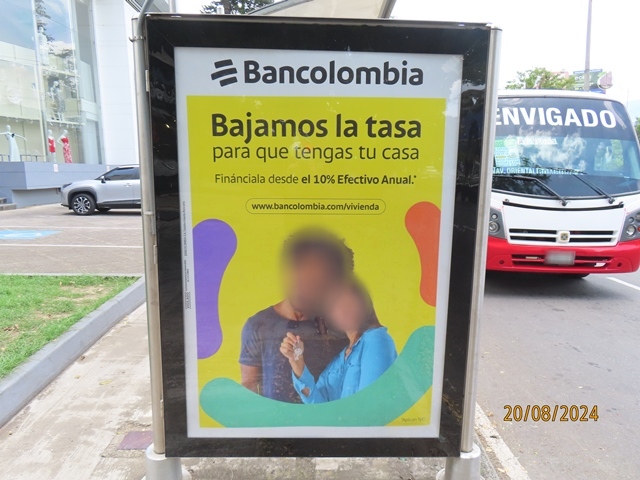 Bancolombia
Bajamos la tasa
para que tengas tu casa
Finánciala desde el 10% Efectivo Anual.*
www.bancolombia.com/vivienda
ENVIGADO
20/08/2024